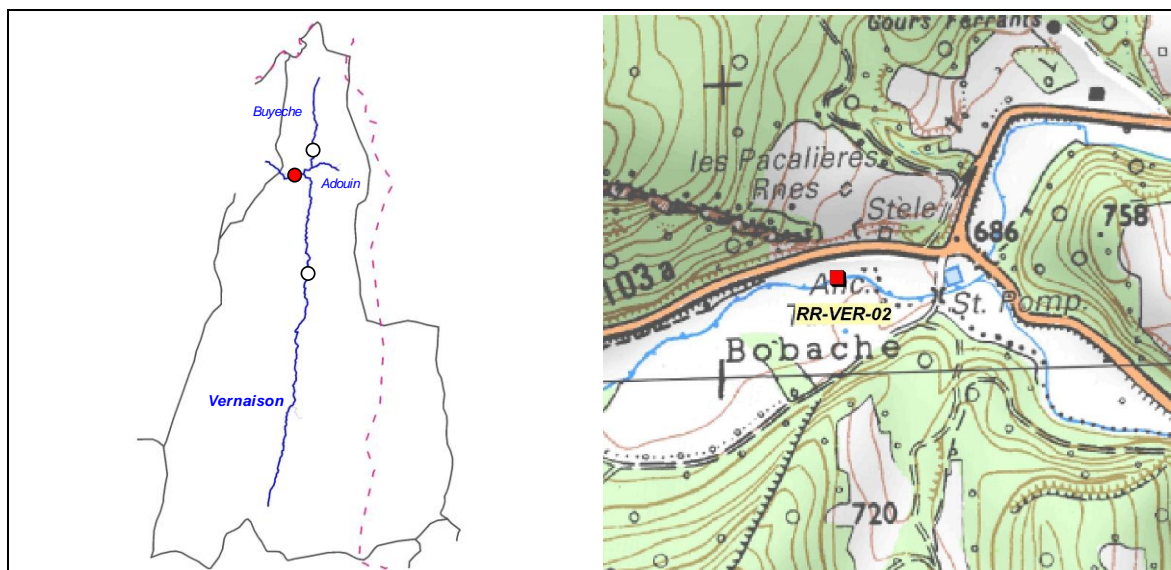 Buyeche
Adouin
Vernaison
Gours Ferrants
les Pacalières
Rnes
Stèle
686
758
103a
Anc.
RR-VER-02
St. Pomp.
Bobache
720